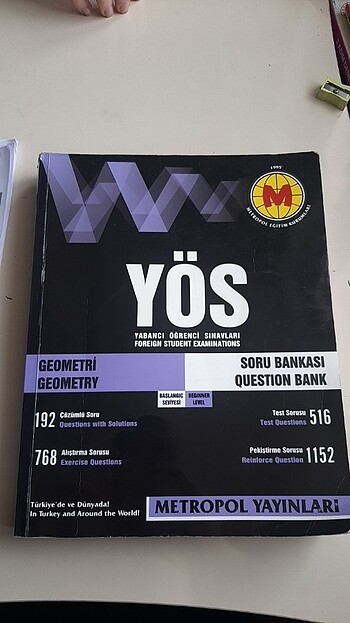 1995
M
METROPOL EĞİTİM KURUMLARI
YÖS
YABANCI ÖĞRENCİ SINAVLARI
FOREIGN STUDENT EXAMINATIONS
GEOMETRİ
GEOMETRY
SORU BANKASI
QUESTION BANK
BAŞLANGIÇ SEVİYESİ
BEGINNER LEVEL
192 Çözümlü Soru
Questions with Solutions
Test Sorusu 516
Test Questions
768 Alıştırma Sorusu
Exercise Questions
Pekiştirme Sorusu 1152
Reinforce Question
Türkiye'de ve Dünyada!
In Turkey and Around the World!
METROPOL YAYINLARI